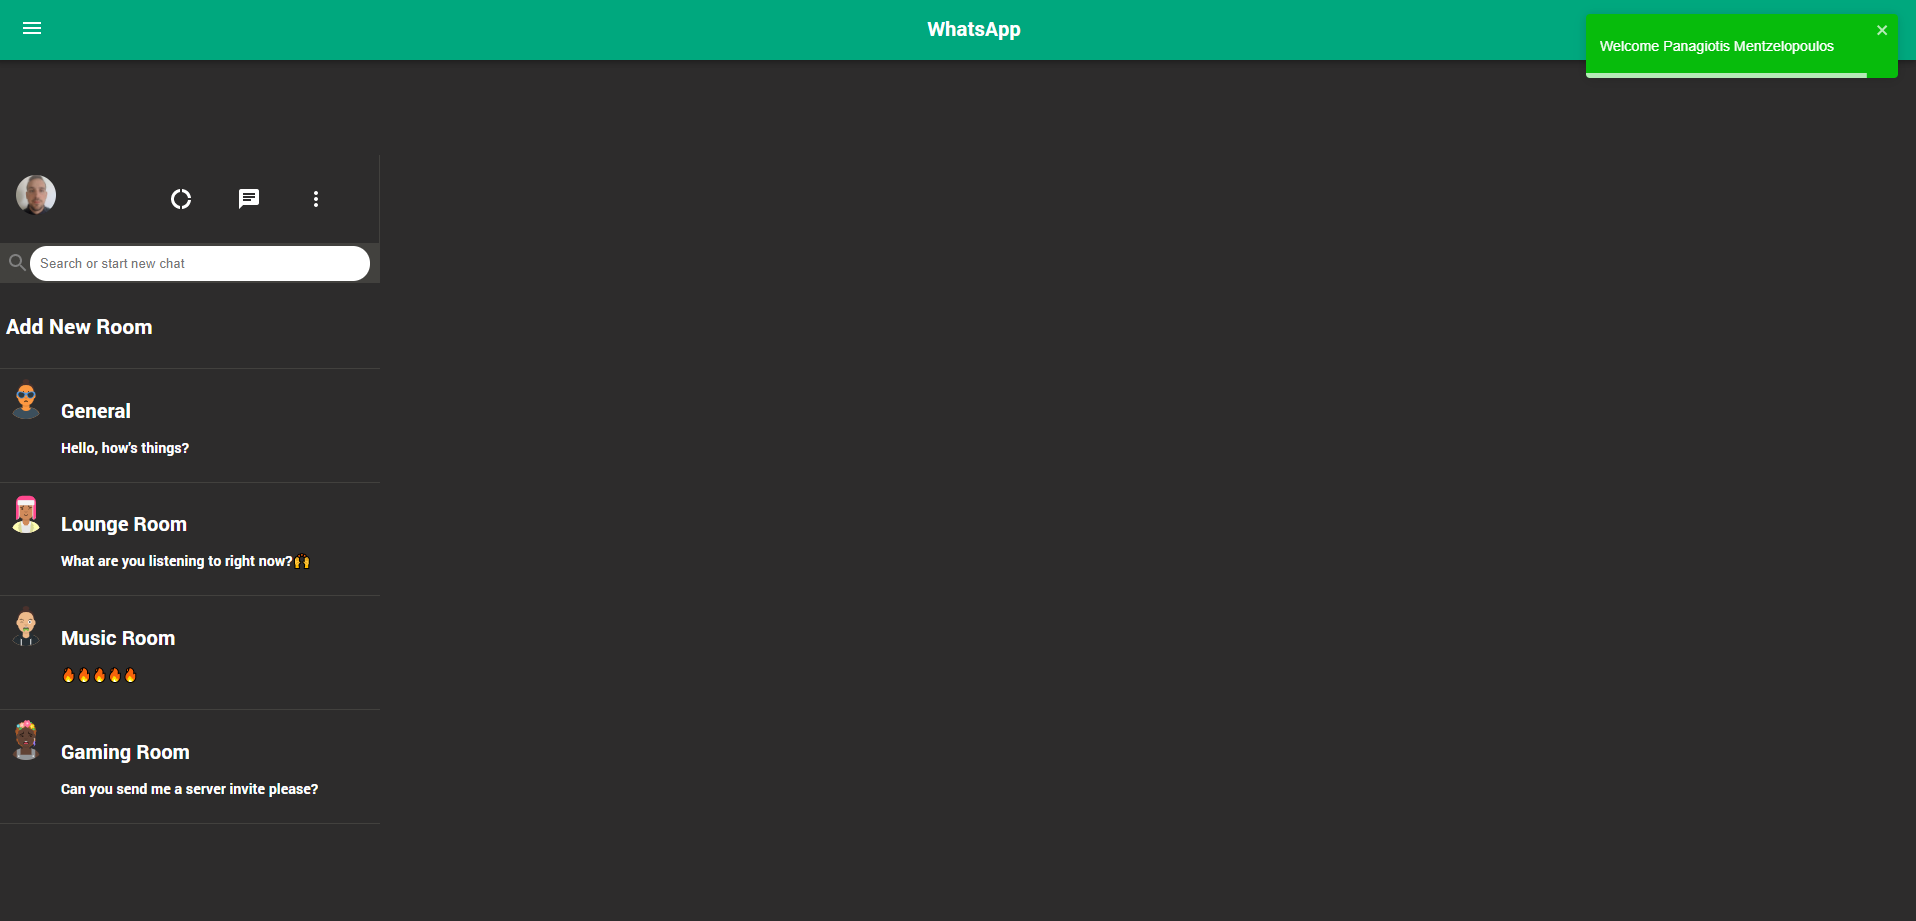 WhatsApp
Welcome Panagiotis Mentzelopoulos
Search or start new chat
Add New Room
General
Hello, how's things?
Lounge Room
What are you listening to right now?🙌
Music Room
🔥🔥🔥🔥🔥
Gaming Room
Can you send me a server invite please?